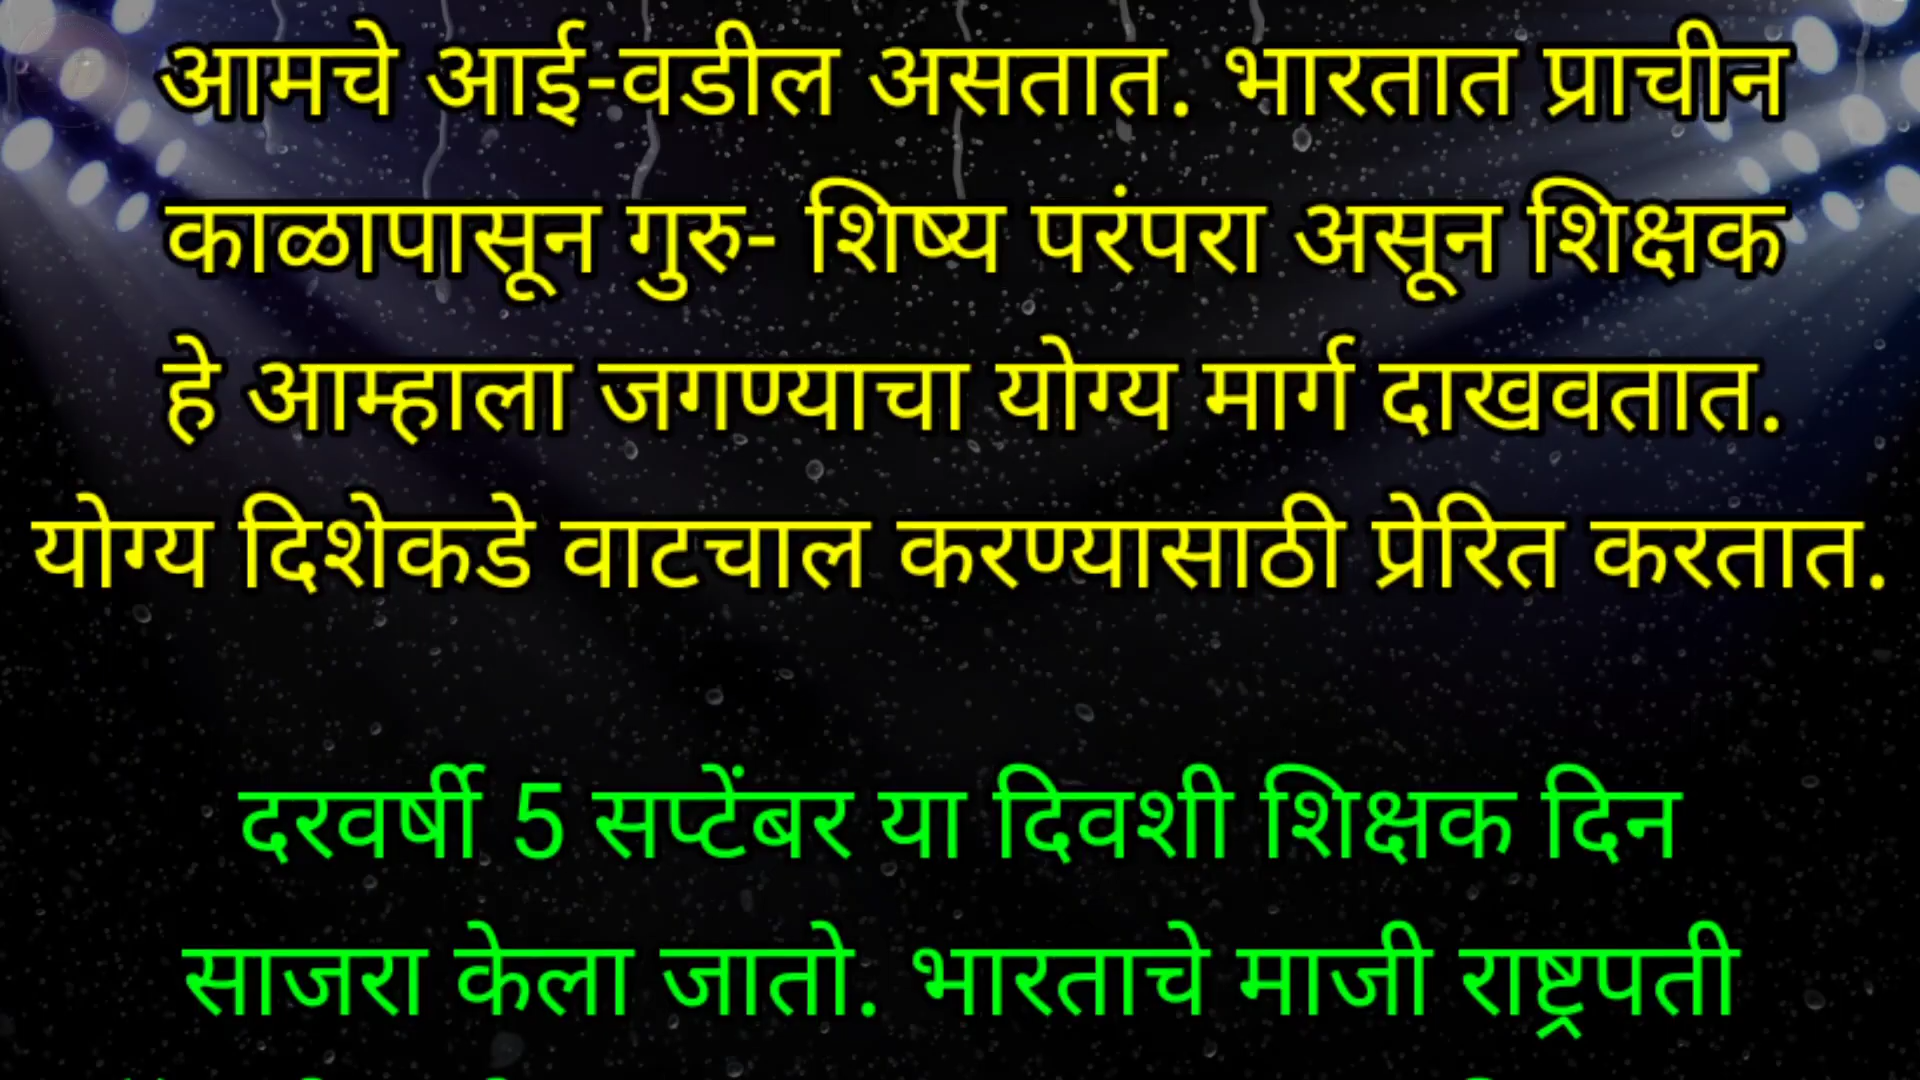 आमचे आई-वडील असतात. भारतात प्राचीन
काळापासून गुरु- शिष्य परंपरा असून शिक्षक
हे आम्हाला जगण्याचा योग्य मार्ग दाखवतात.
योग्य दिशेकडे वाटचाल करण्यासाठी प्रेरित करतात.
दरवर्षी 5 सप्टेंबर या दिवशी शिक्षक दिन
साजरा केला जातो. भारताचे माजी राष्ट्रपती